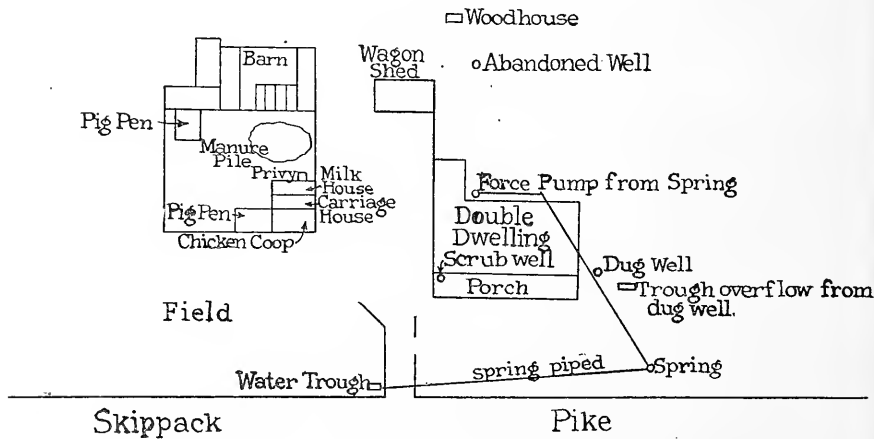 Woodhouse
Barn
Wagon
Shed
Abandoned Well
Pig Pen
Manure
Pile
Privy
Milk
House
Carriage
House
Pig Pen
Chicken Coop
Force Pump from Spring
Double
Dwelling
Scrub well
Porch
Dug Well
Trough overflow from
dug well.
Field
Water Trough
spring piped
Spring
Skippack
Pike